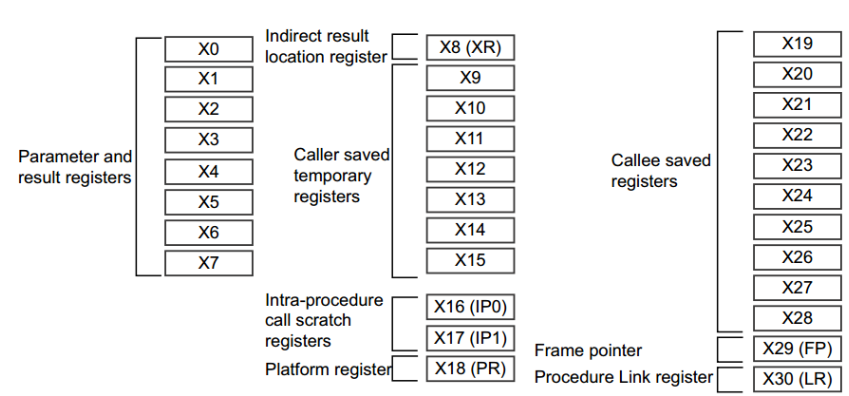 X0
X1
X2
X3
X4
X5
X6
X7
Parameter and
result registers
Indirect result
location register
X8 (XR)
X9
X10
X11
X12
X13
X14
X15
Caller saved
temporary
registers
Intra-procedure
call scratch
registers
X16 (IP0)
X17 (IP1)
Platform register
X18 (PR)
X19
X20
X21
X22
X23
X24
X25
X26
X27
X28
Callee saved
registers
Frame pointer
X29 (FP)
Procedure Link register
X30 (LR)